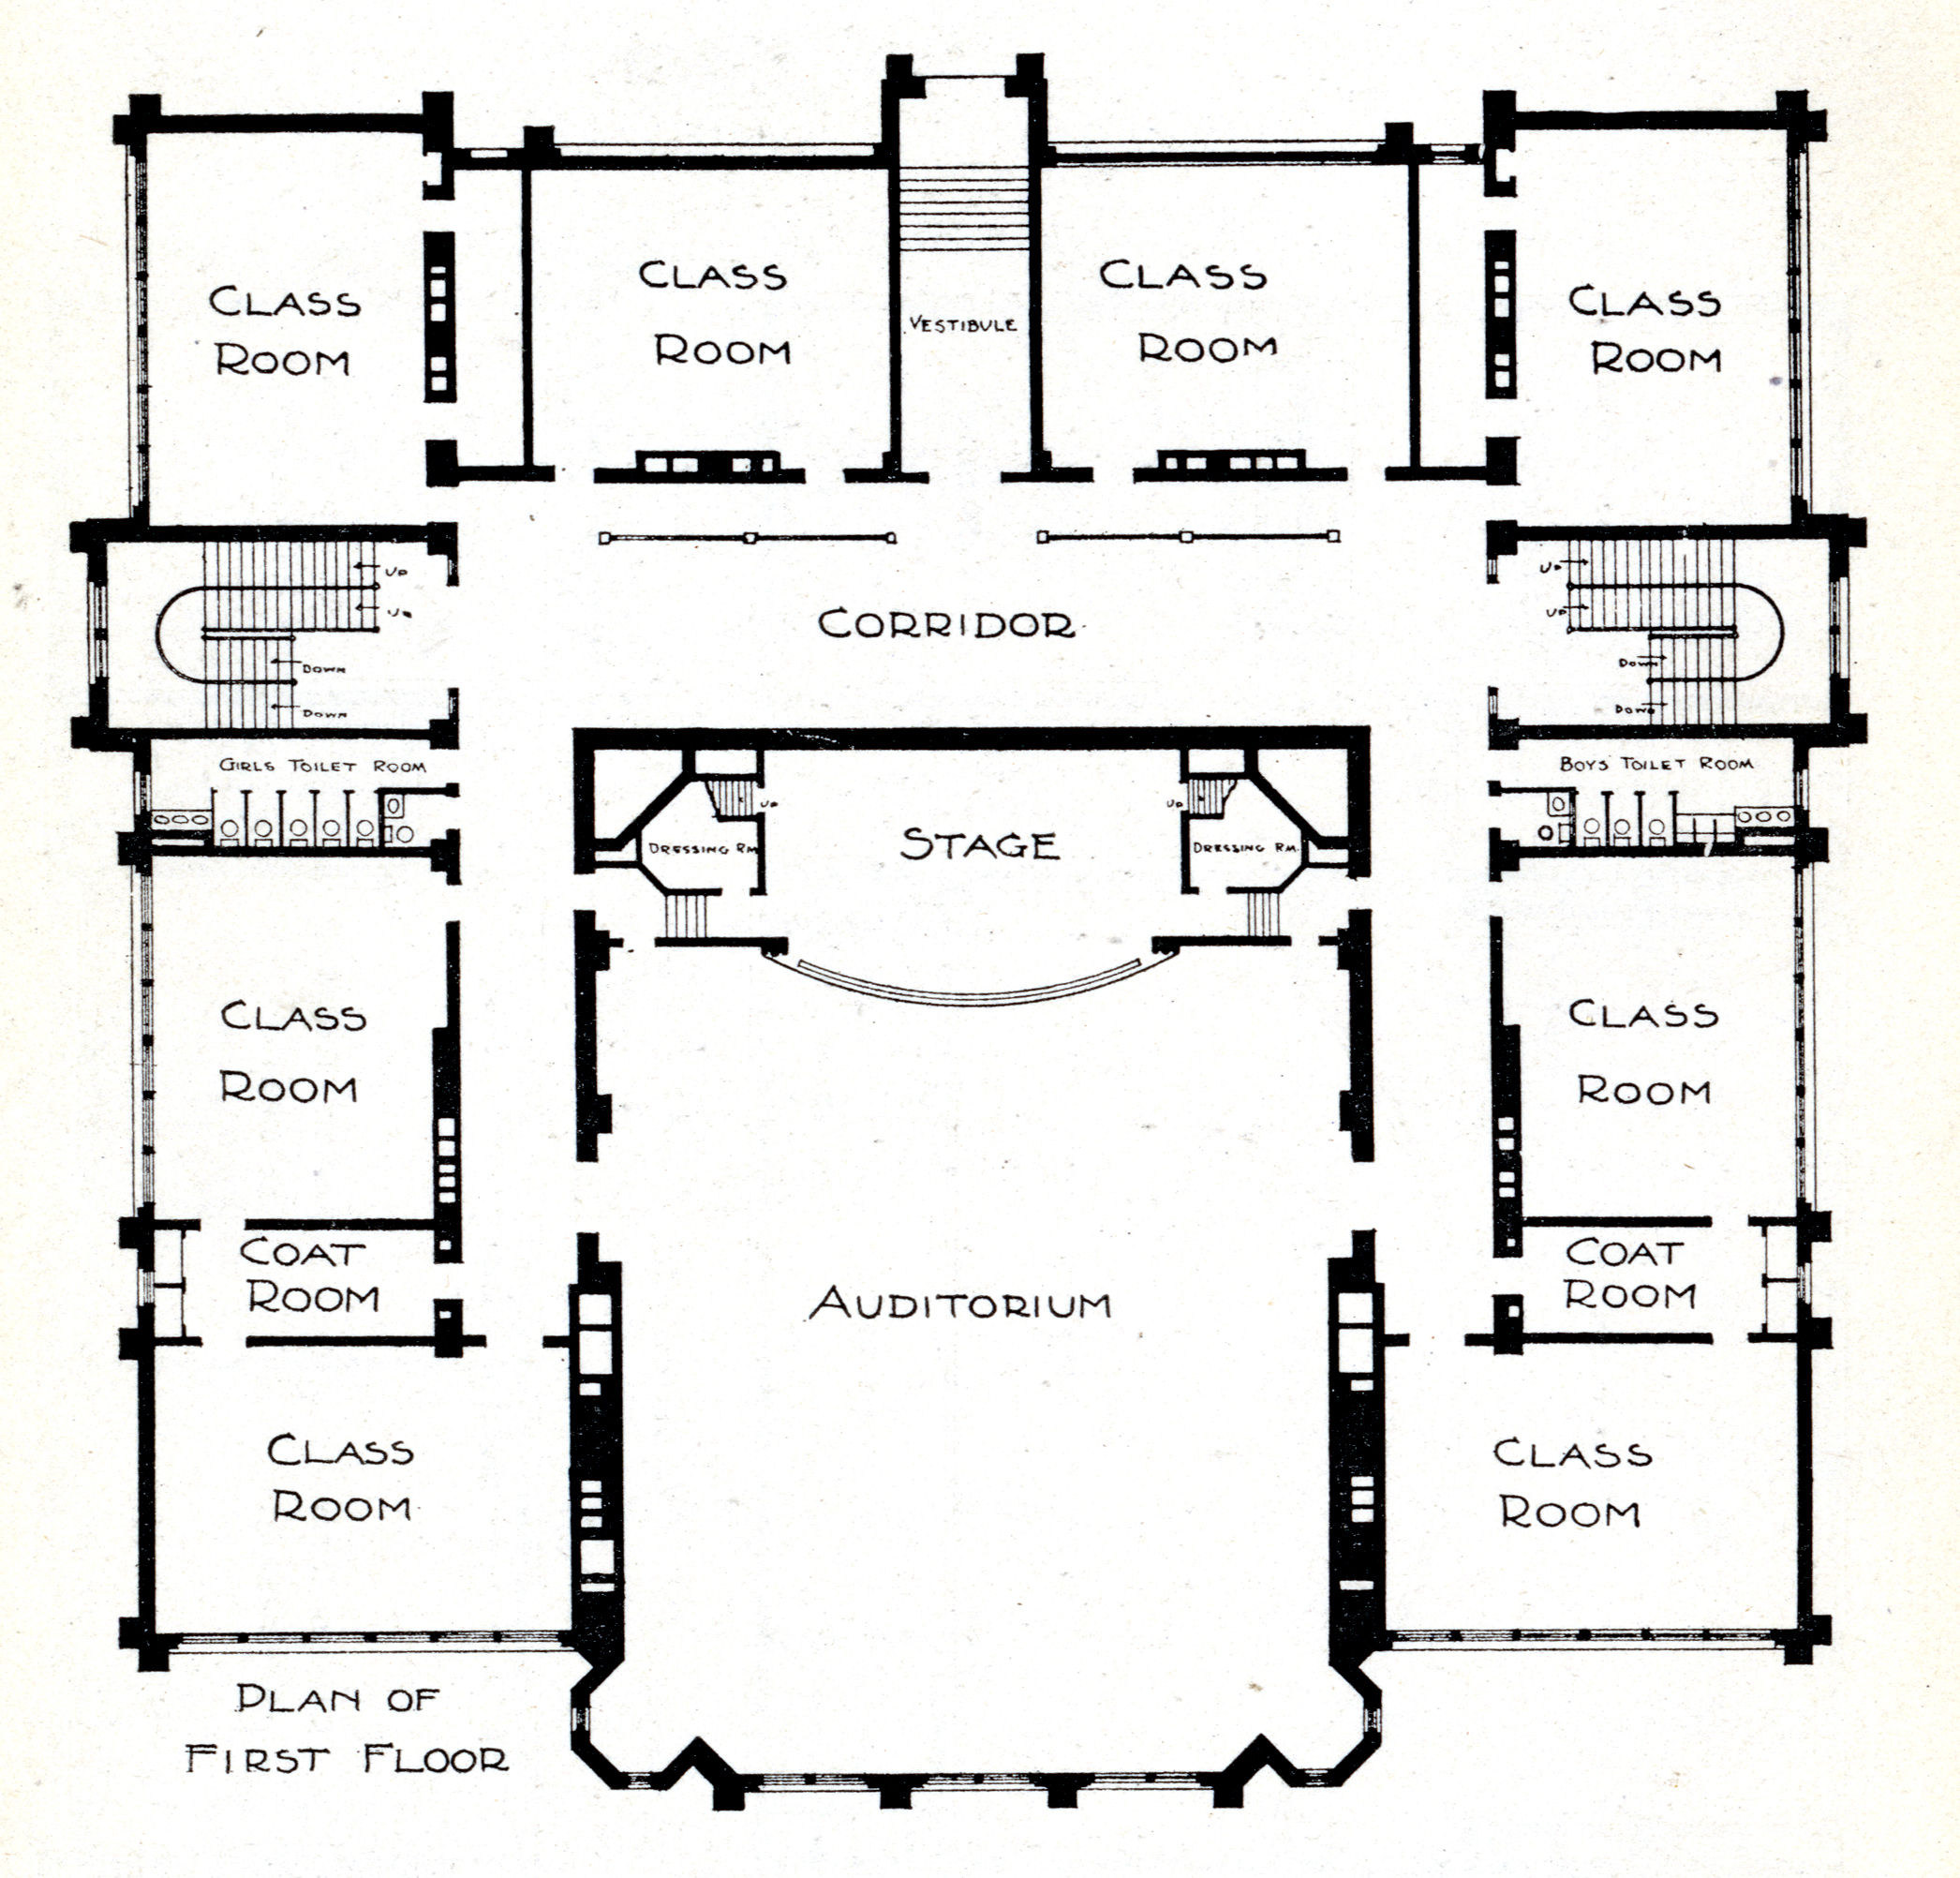 CLASS
ROOM
CLASS
ROOM
VESTIBULE
CLASS
ROOM
CLASS
ROOM
UP
UP
DOWN
DOWN
CORRIDOR
UP
UP
DOWN
DOWN
GIRLS TOILET ROOM
BOYS' TOILET ROOM
UP
DRESSING RM
STAGE
UP
DRESSING RM.
CLASS
ROOM
CLASS
ROOM
COAT
ROOM
AUDITORIUM
COAT
ROOM
CLASS
ROOM
CLASS
ROOM
PLAN OF
FIRST FLOOR